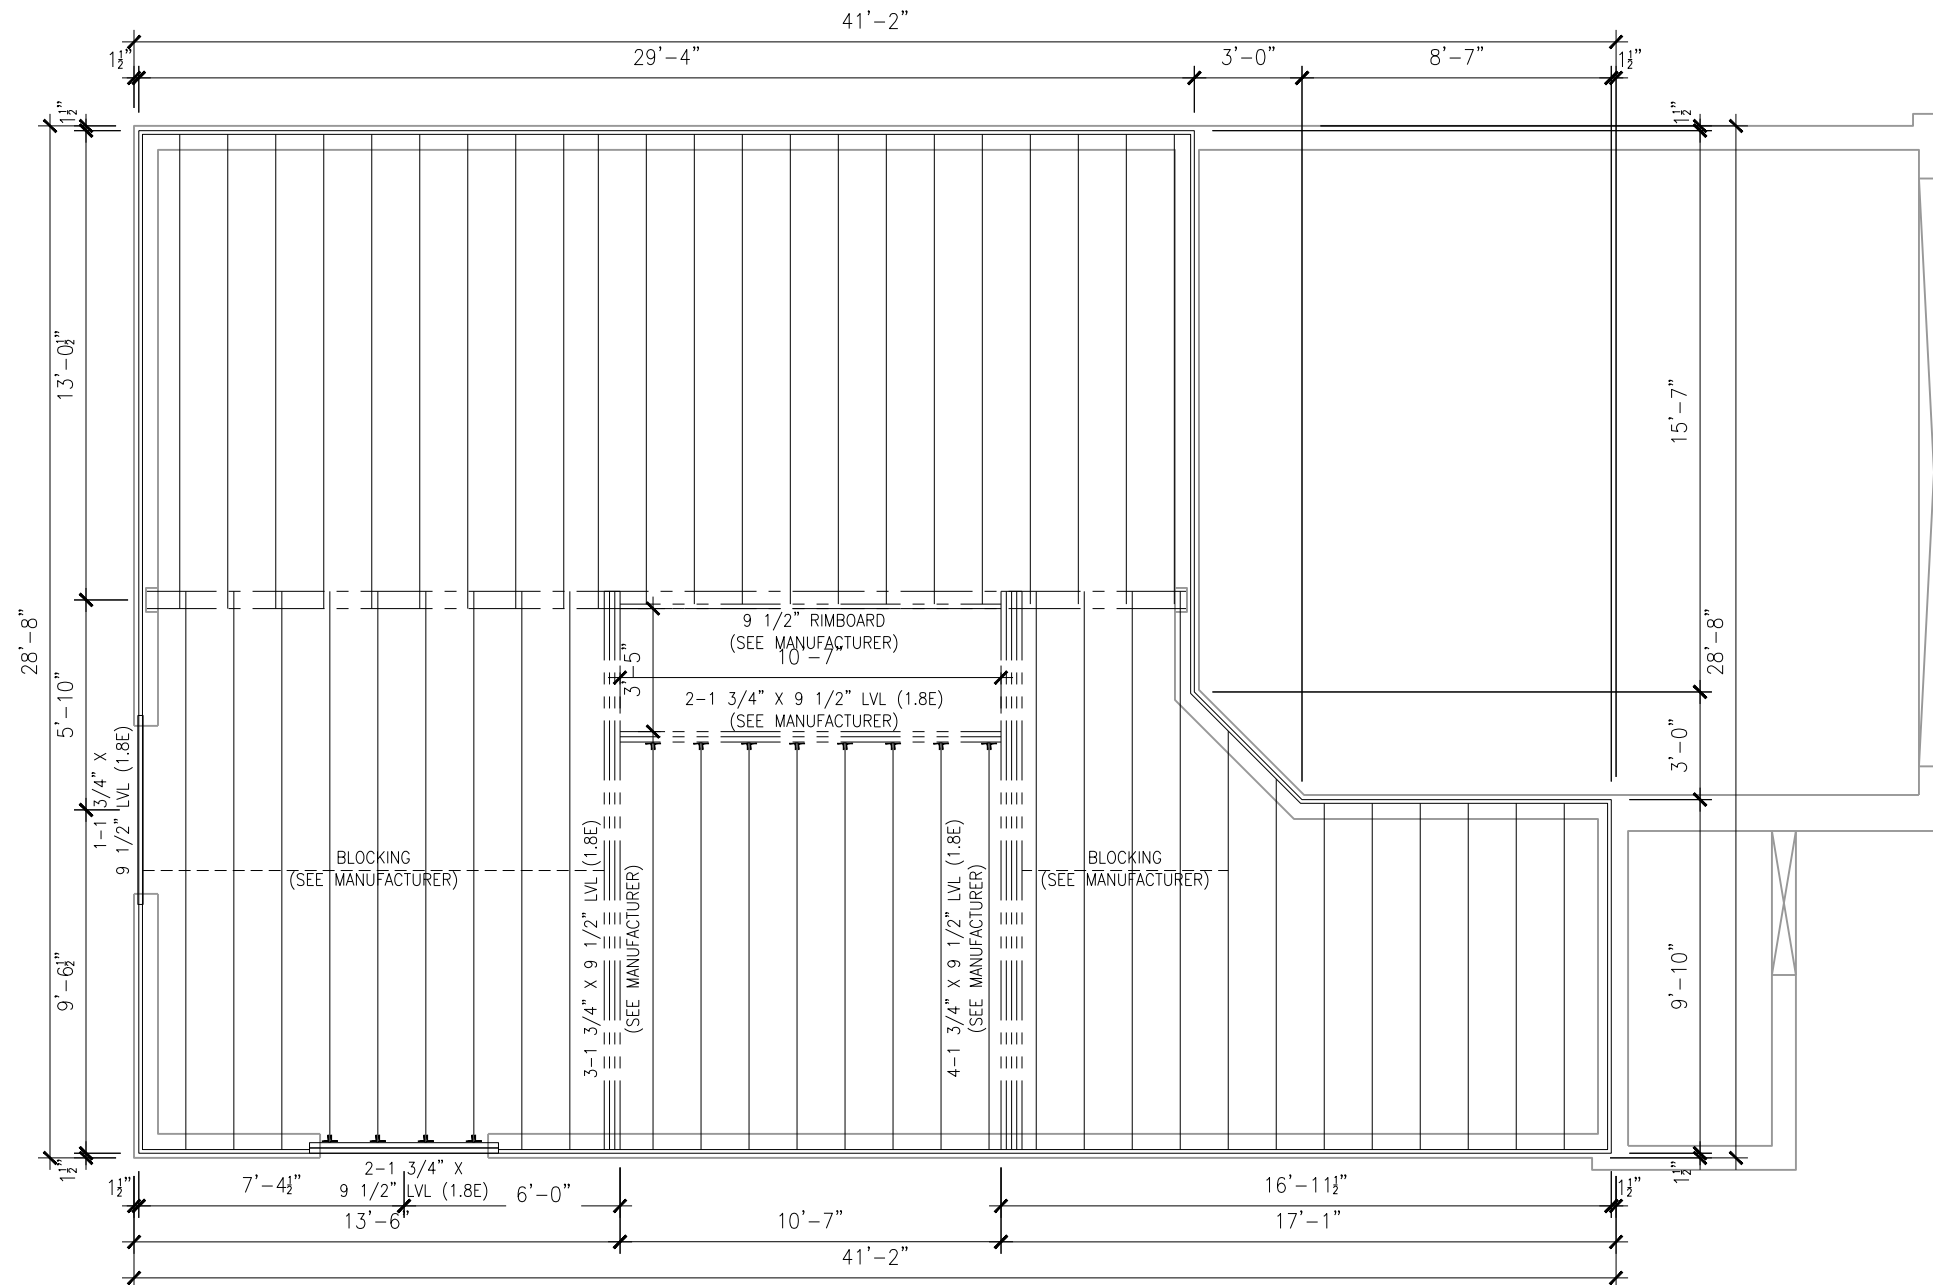 41'-2"
1½"
29'-4"
3'-0"
8'-7"
1½"
1½"
1½"
13'-0½"
15'-7"
28'-8"
28'-8"
9 1/2" RIMBOARD
(SEE MANUFACTURER)
10'-7"
3'-5"
2-1 3/4" X 9 1/2" LVL (1.8E)
(SEE MANUFACTURER)
5'-10"
3'-0"
1-1 3/4" X
9 1/2" LVL (1.8E)
BLOCKING
(SEE MANUFACTURER)
3-1 3/4" X 9 1/2" LVL (1.8E)
(SEE MANUFACTURER)
4-1 3/4" X 9 1/2" LVL (1.8E)
(SEE MANUFACTURER)
BLOCKING
(SEE MANUFACTURER)
9'-6½"
9'-10"
1½"
1½"
2-1 3/4" X
9 1/2" LVL (1.8E)
1½"
7'-4½"
6'-0"
16'-11½"
1½"
13'-6"
10'-7"
17'-1"
41'-2"